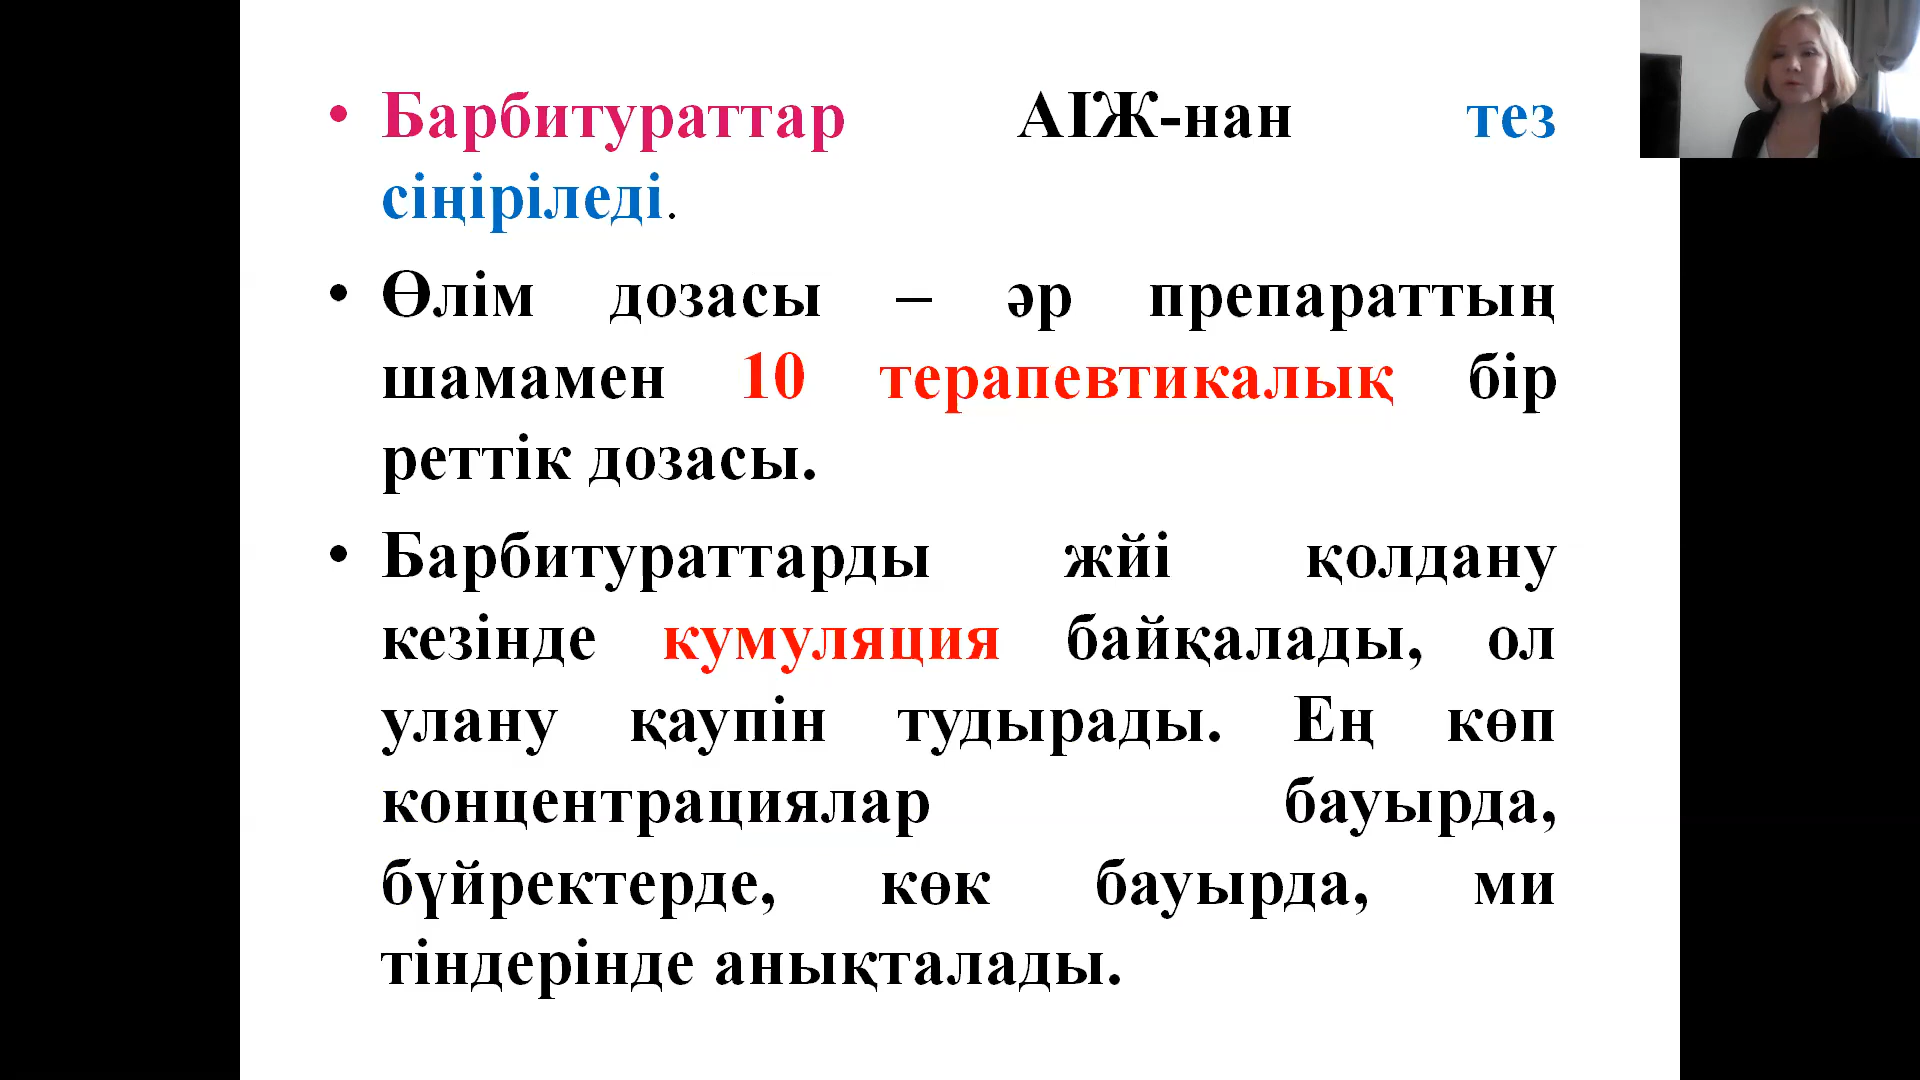 • Барбитураттар АІЖ-нан тез
сіңіріледі.
• Өлім дозасы – әр препараттың
шамамен 10 терапевтикалық бір
реттік дозасы.
• Барбитураттарды жйі қолдану
кезінде кумуляция байқалады, ол
улану қаупін тудырады. Ең көп
концентрациялар бауырда,
бүйректерде, көк бауырда, ми
тіндерінде анықталады.